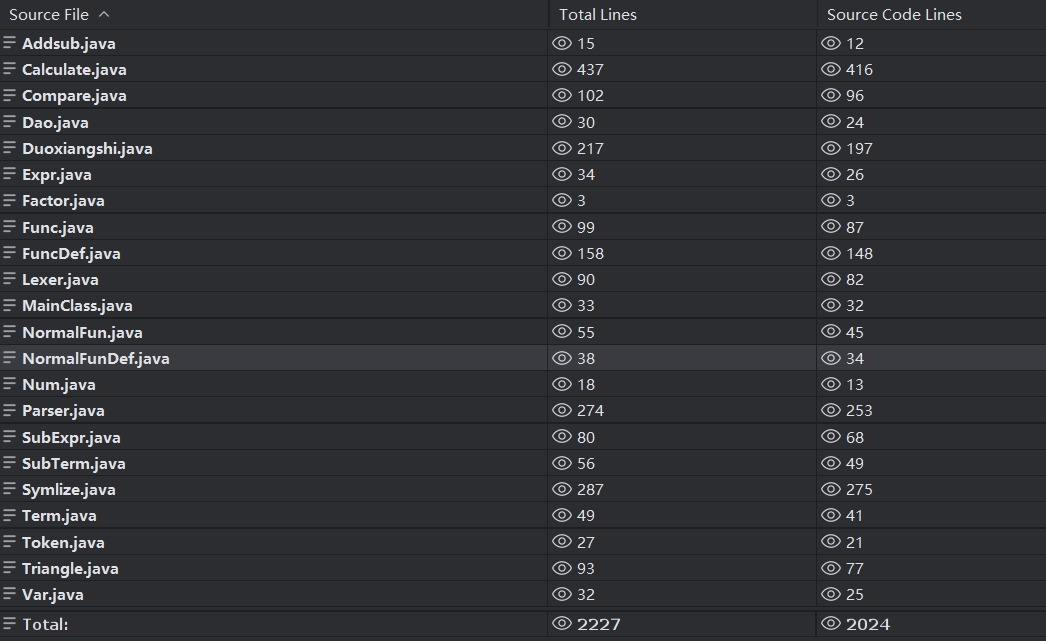 Source File Total Lines Source Code Lines
Addsub.java 15 12
Calculate.java 437 416
Compare.java 102 96
Dao.java 30 24
Duoxiangshi.java 217 197
Expr.java 34 26
Factor.java 3 3
Func.java 99 87
FuncDef.java 158 148
Lexer.java 90 82
MainClass.java 33 32
NormalFun.java 55 45
NormalFunDef.java 38 34
Num.java 18 13
Parser.java 274 253
SubExpr.java 80 68
SubTerm.java 56 49
Symlize.java 287 275
Term.java 49 41
Token.java 27 21
Triangle.java 93 77
Var.java 32 25
Total: 2227 2024